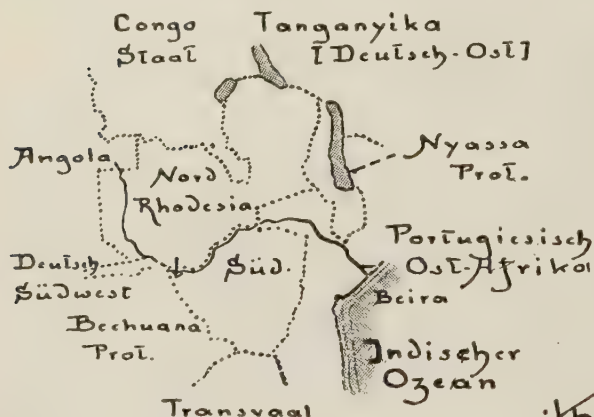 Congo Staat
Tanganyika
[Deutsch-Ost]
Angola
Nord
Rhodesia
Nyassa
Prot.
Deutsch
Südwest
Süd.
Portugiesisch
Ost-Afrika
Beira
Bechuana
Prot.
Indischer
Ozean
Transvaal